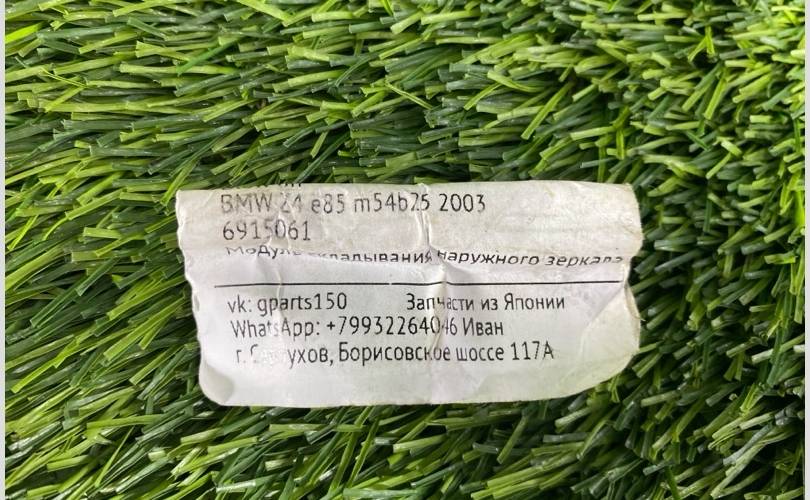 BMW Z4 e85 m54b25 2003
6915061
Модуль складывания наружного зеркала
vk: gparts150 Запчасти из Японии
WhatsApp: +79932264046 Иван
г. Серпухов, Борисовское шоссе 117А